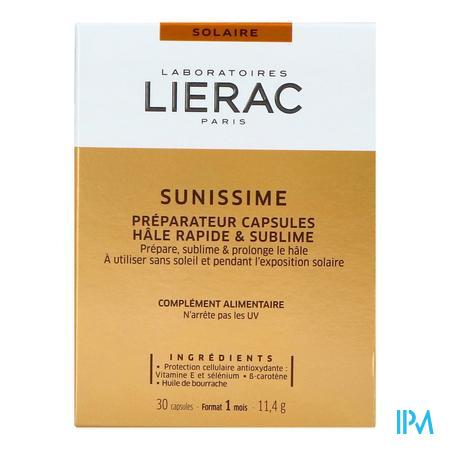 SOLAIRE
LABORATOIRES
LIERAC
PARIS
SUNISSIME
PRÉPARATEUR CAPSULES
HÂLE RAPIDE & SUBLIME
Prépare, sublime & prolonge le hâle
À utiliser sans soleil et pendant l'exposition solaire
COMPLÉMENT ALIMENTAIRE
N'arrête pas les UV
INGRÉDIENTS
• Protection cellulaire antioxydante :
Vitamine E et sélénium • ß-carotène
• Huile de bourrache
30 capsules - Format 1 mois - 11,4 g
IPM